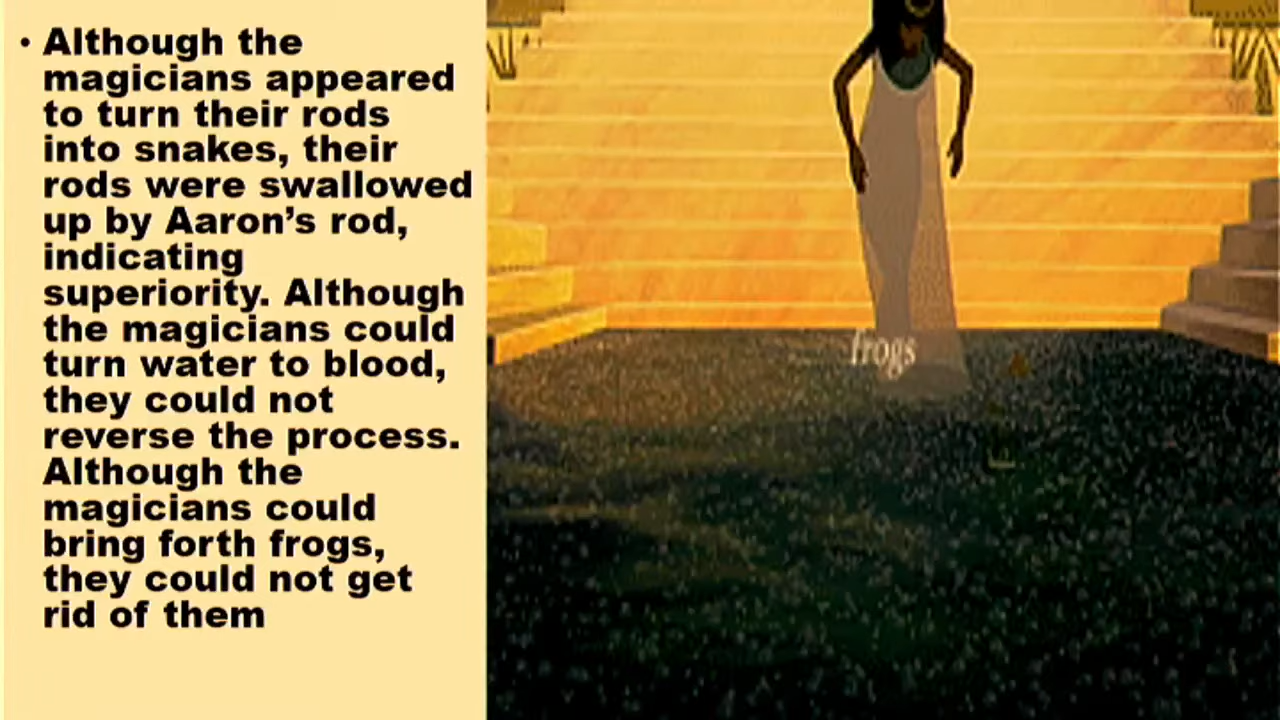 • Although the
magicians appeared
to turn their rods
into snakes, their
rods were swallowed
up by Aaron’s rod,
indicating
superiority. Although
the magicians could
turn water to blood,
they could not
reverse the process.
Although the
magicians could
bring forth frogs,
they could not get
rid of them
frogs